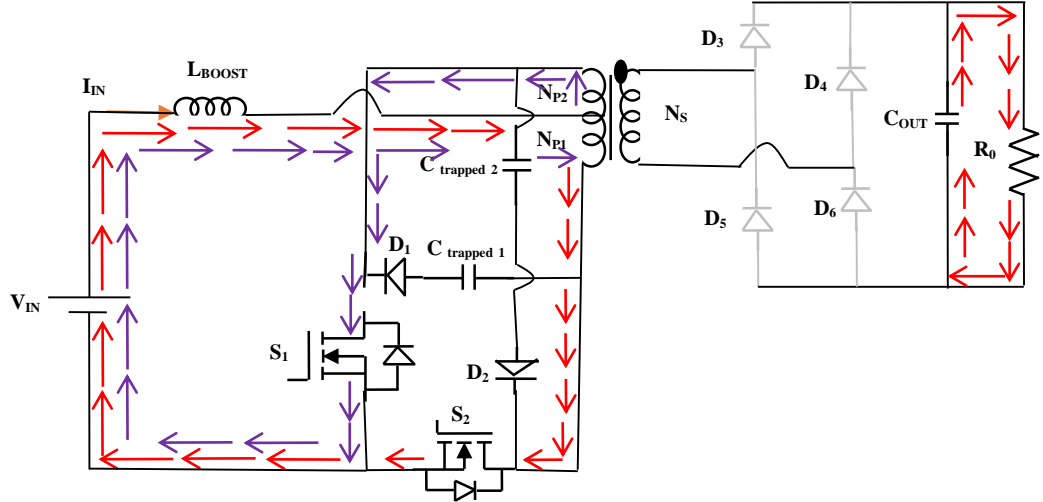 D3
LBOOST
D4
IIN
NP2
NS
COUT
NP1
R0
C trapped 2
D6
D5
D1
C trapped 1
VIN
S1
D2
S2